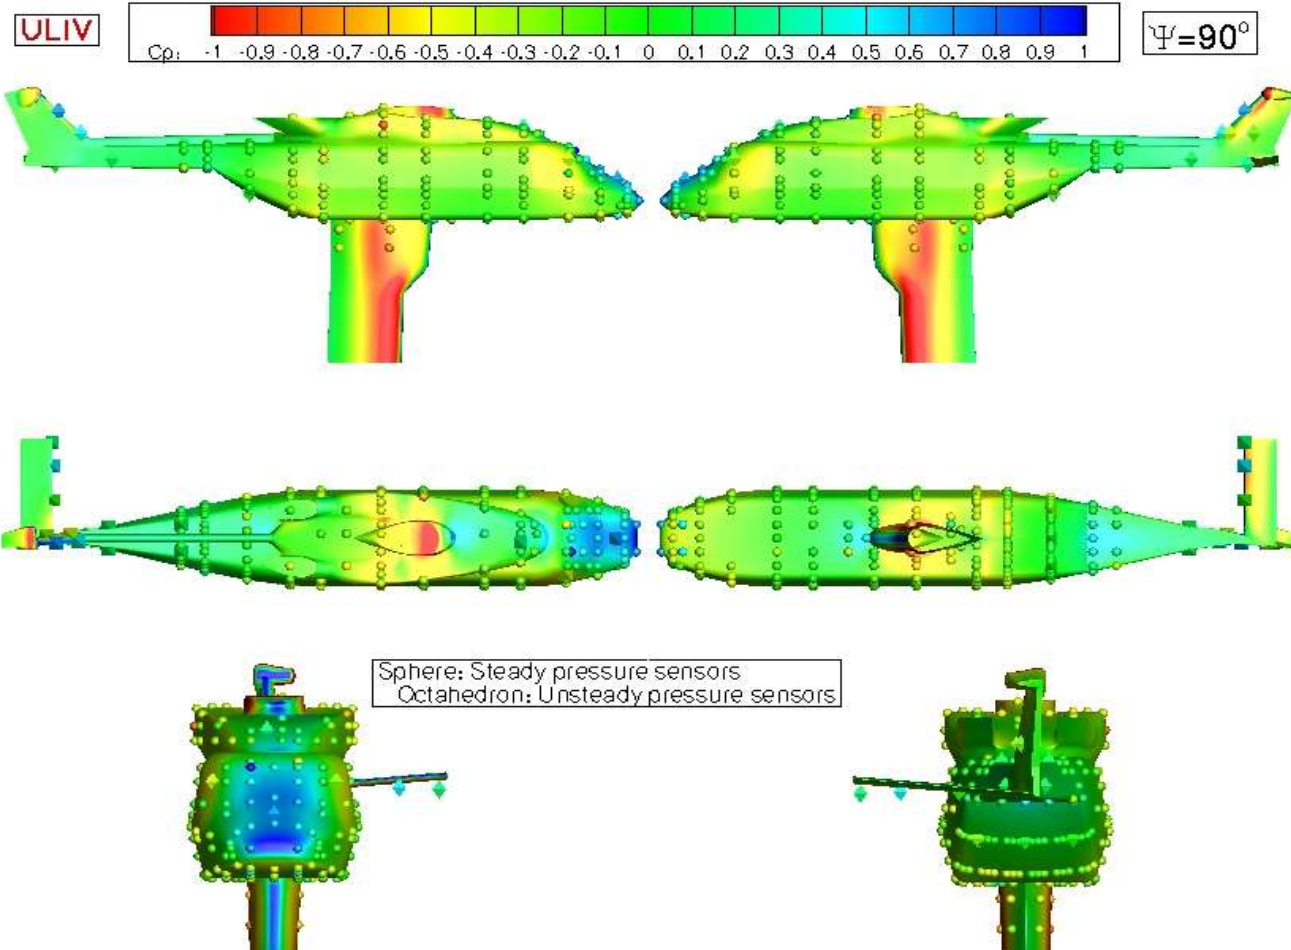 ULIV
Cp: -1 -0.9 -0.8 -0.7 -0.6 -0.5 -0.4 -0.3 -0.2 -0.1 0 0.1 0.2 0.3 0.4 0.5 0.6 0.7 0.8 0.9 1
Ψ=90°
Sphere: Steady pressure sensors
Octahedron: Unsteady pressure sensors